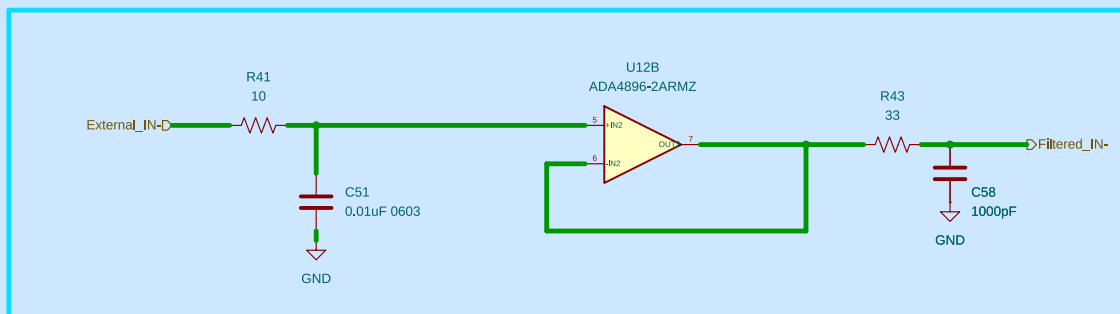 U12B
ADA4896-2ARMZ
R41
10
R43
33
External_IN-
5
+IN2
7
OUT2
6
-IN2
Filtered_IN-
C51
0.01uF 0603
C58
1000pF
GND
GND